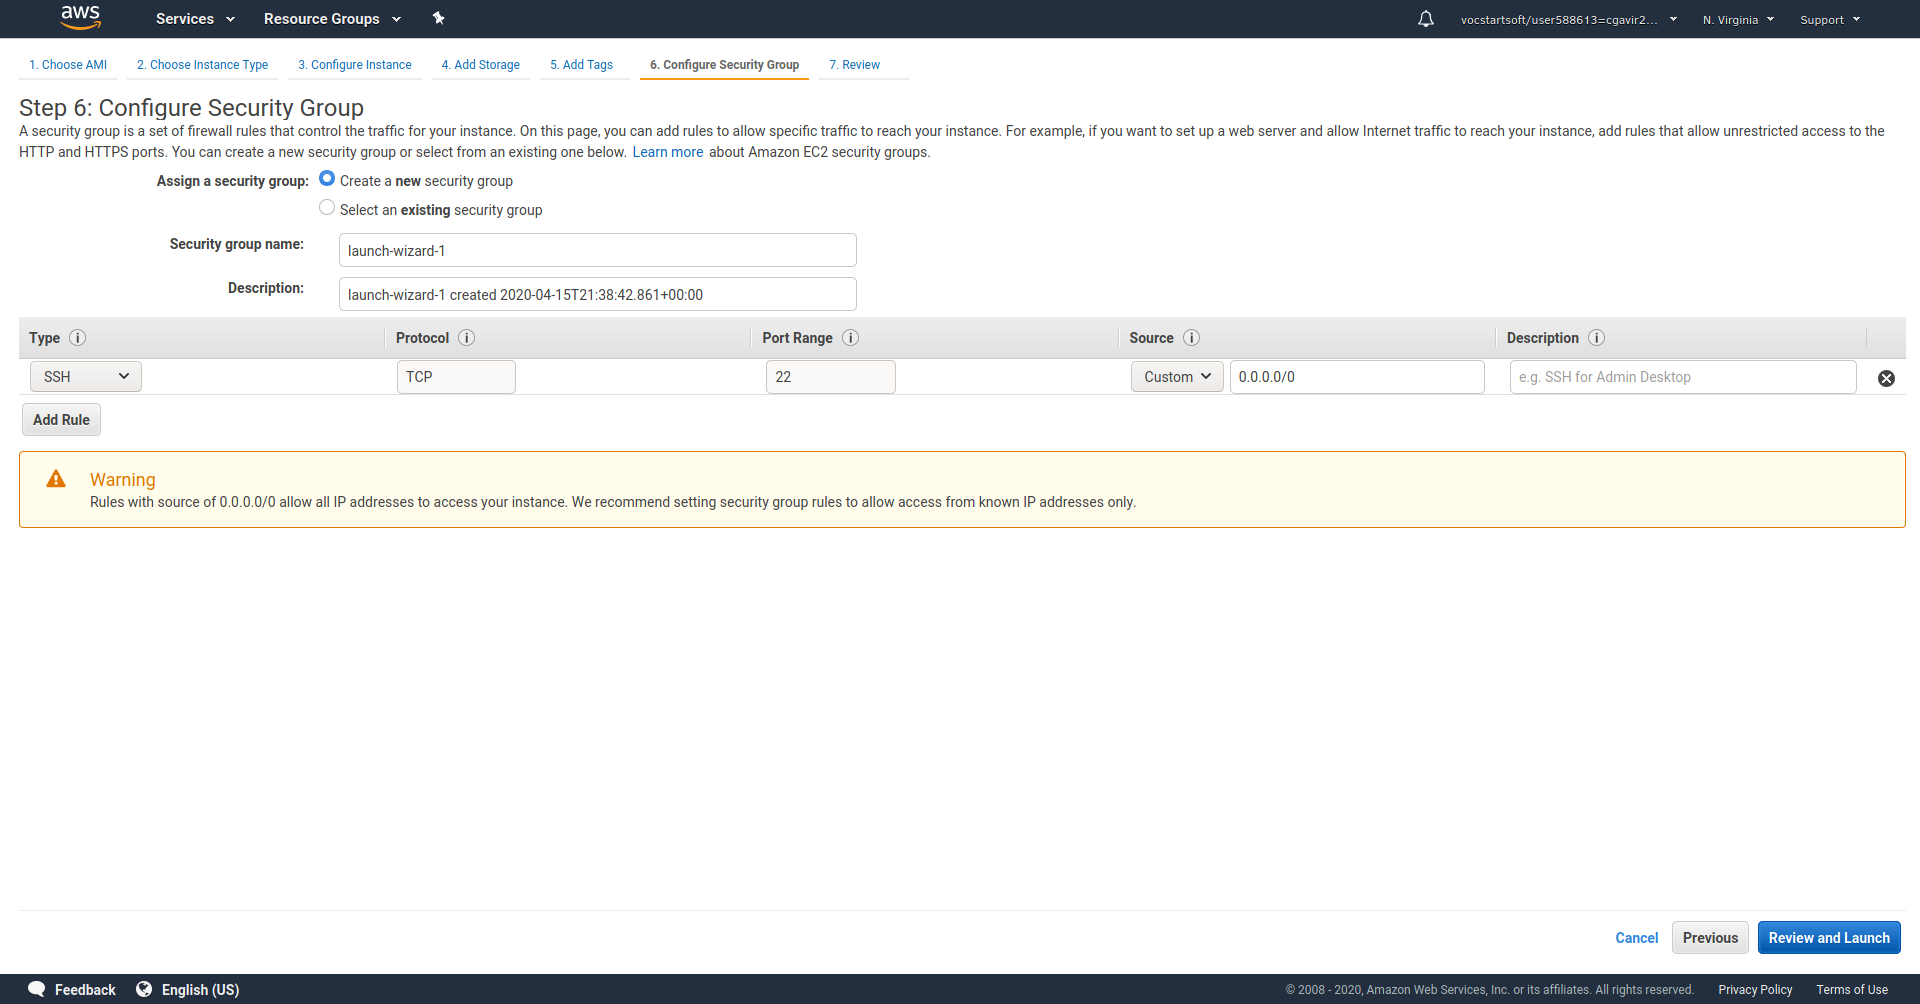 aws Services Resource Groups vocstartsoft/user588613=cgavir2... N. Virginia Support
1. Choose AMI 2. Choose Instance Type 3. Configure Instance 4. Add Storage 5. Add Tags 6. Configure Security Group 7. Review
Step 6: Configure Security Group
A security group is a set of firewall rules that control the traffic for your instance. On this page, you can add rules to allow specific traffic to reach your instance. For example, if you want to set up a web server and allow Internet traffic to reach your instance, add rules that allow unrestricted access to the
HTTP and HTTPS ports. You can create a new security group or select from an existing one below. Learn more about Amazon EC2 security groups.
Assign a security group: Create a new security group
Select an existing security group
Security group name: launch-wizard-1
Description: launch-wizard-1 created 2020-04-15T21:38:42.861+00:00
Type i Protocol i Port Range i Source i Description i
SSH TCP 22 Custom 0.0.0.0/0 e.g. SSH for Admin Desktop
Add Rule
Warning
Rules with source of 0.0.0.0/0 allow all IP addresses to access your instance. We recommend setting security group rules to allow access from known IP addresses only.
Cancel Previous Review and Launch
Feedback English (US) © 2008 - 2020, Amazon Web Services, Inc. or its affiliates. All rights reserved. Privacy Policy Terms of Use